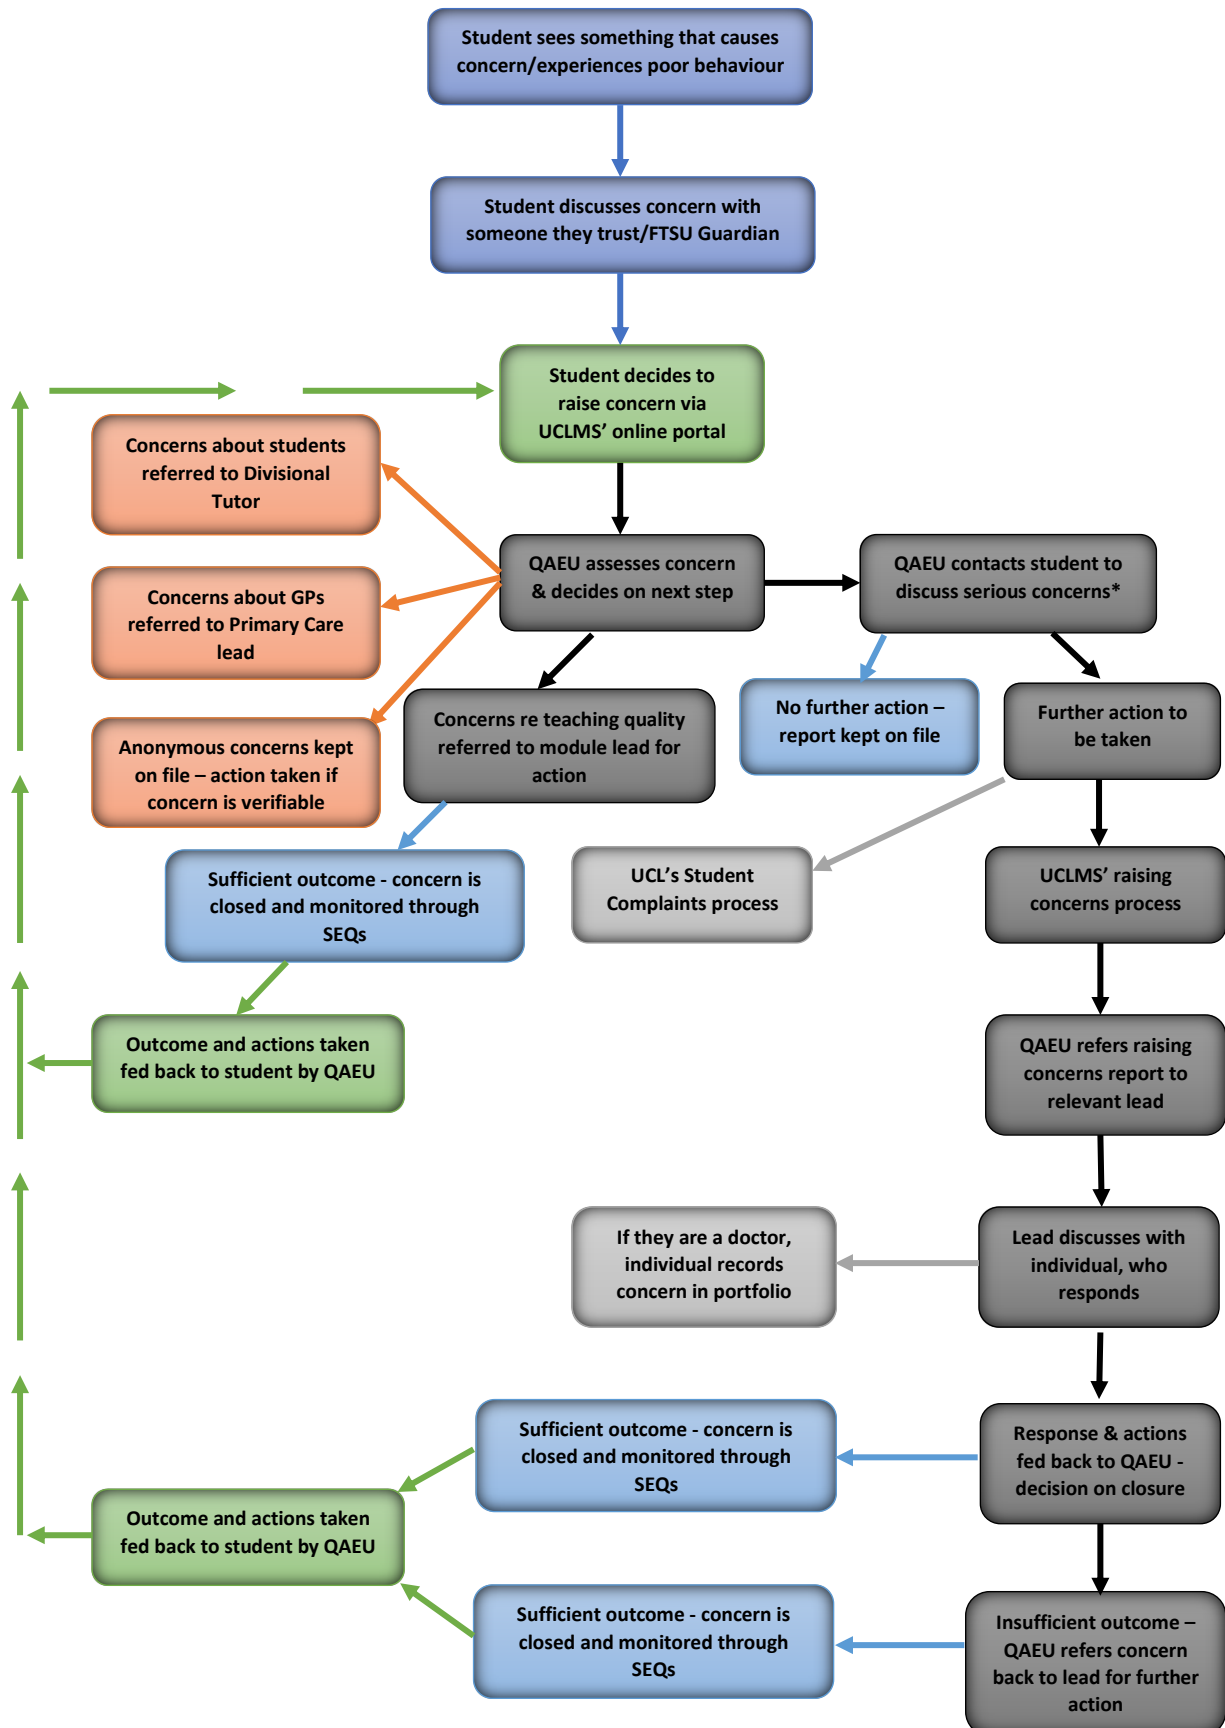 Student sees something that causes
concern/experiences poor behaviour
Student discusses concern with
someone they trust/FTSU Guardian
Student decides to
raise concern via
UCLMS’ online portal
Concerns about students
referred to Divisional
Tutor
QAEU assesses concern
& decides on next step
QAEU contacts student to
discuss serious concerns*
Concerns about GPs
referred to Primary Care
lead
Concerns re teaching quality
referred to module lead for
action
No further action –
report kept on file
Further action to
be taken
Anonymous concerns kept
on file – action taken if
concern is verifiable
Sufficient outcome - concern is
closed and monitored through
SEQs
UCL’s Student
Complaints process
UCLMS’ raising
concerns process
Outcome and actions taken
fed back to student by QAEU
QAEU refers raising
concerns report to
relevant lead
If they are a doctor,
individual records
concern in portfolio
Lead discusses with
individual, who
responds
Sufficient outcome - concern is
closed and monitored through
SEQs
Response & actions
fed back to QAEU -
decision on closure
Outcome and actions taken
fed back to student by QAEU
Sufficient outcome - concern is
closed and monitored through
SEQs
Insufficient outcome –
QAEU refers concern
back to lead for further
action